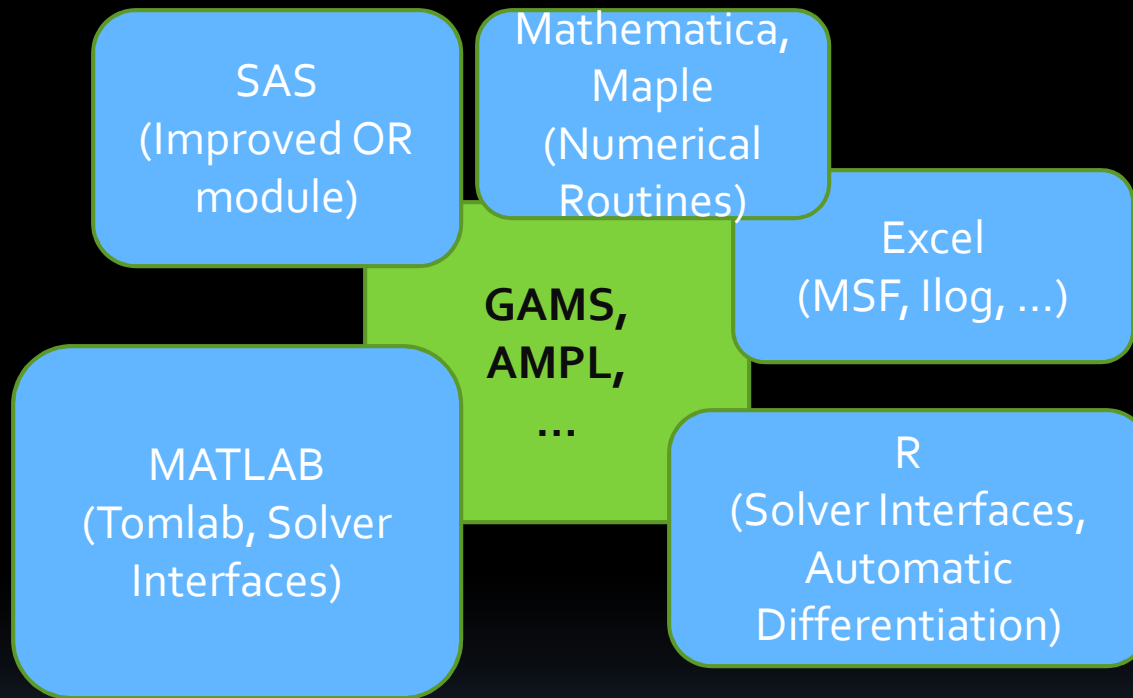 SAS
(Improved OR
module)
Mathematica,
Maple
(Numerical
Routines)
Excel
(MSF, Ilog, ...)
GAMS,
AMPL,
...
MATLAB
(Tomlab, Solver
Interfaces)
R
(Solver Interfaces,
Automatic
Differentiation)